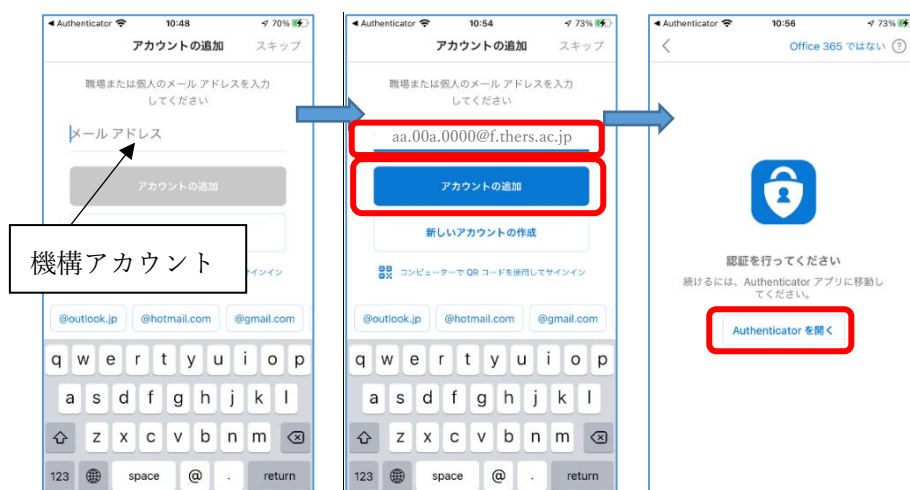 Authenticator 10:48 70%
アカウントの追加 スキップ
職場または個人のメール アドレスを入力
してください
メール アドレス
アカウントの追加
機構アカウント
サインイン
@outlook.jp @hotmail.com @gmail.com
q w e r t y u i o p
a s d f g h j k l
z x c v b n m
123 space @ . return
Authenticator 10:54 73%
アカウントの追加 スキップ
職場または個人のメール アドレスを入力
してください
aa.00a.0000@f.thers.ac.jp
アカウントの追加
新しいアカウントの作成
コンピューターで QR コードを使用してサインイン
@outlook.jp @hotmail.com @gmail.com
q w e r t y u i o p
a s d f g h j k l
z x c v b n m
123 space @ . return
Authenticator 10:56 73%
Office 365 ではない ?
認証を行ってください
続けるには、Authenticator アプリに移動し
てください。
Authenticator を開く